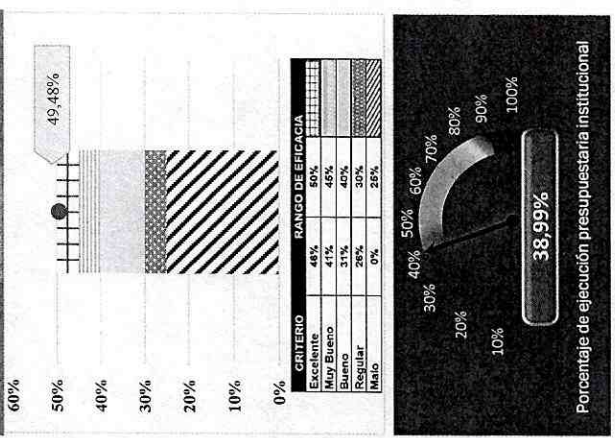 60%
50%
40%
30%
20%
10%
0%
49,48%
CRITERIO RANGO DE EFICACIA
Excelente 46% 50%
Muy Bueno 41% 45%
Bueno 31% 40%
Regular 26% 30%
Malo 0% 25%
10%
20%
30%
40%
50%
60%
70%
80%
90%
100%
38,99%
Porcentaje de ejecución presupuestaria institucional